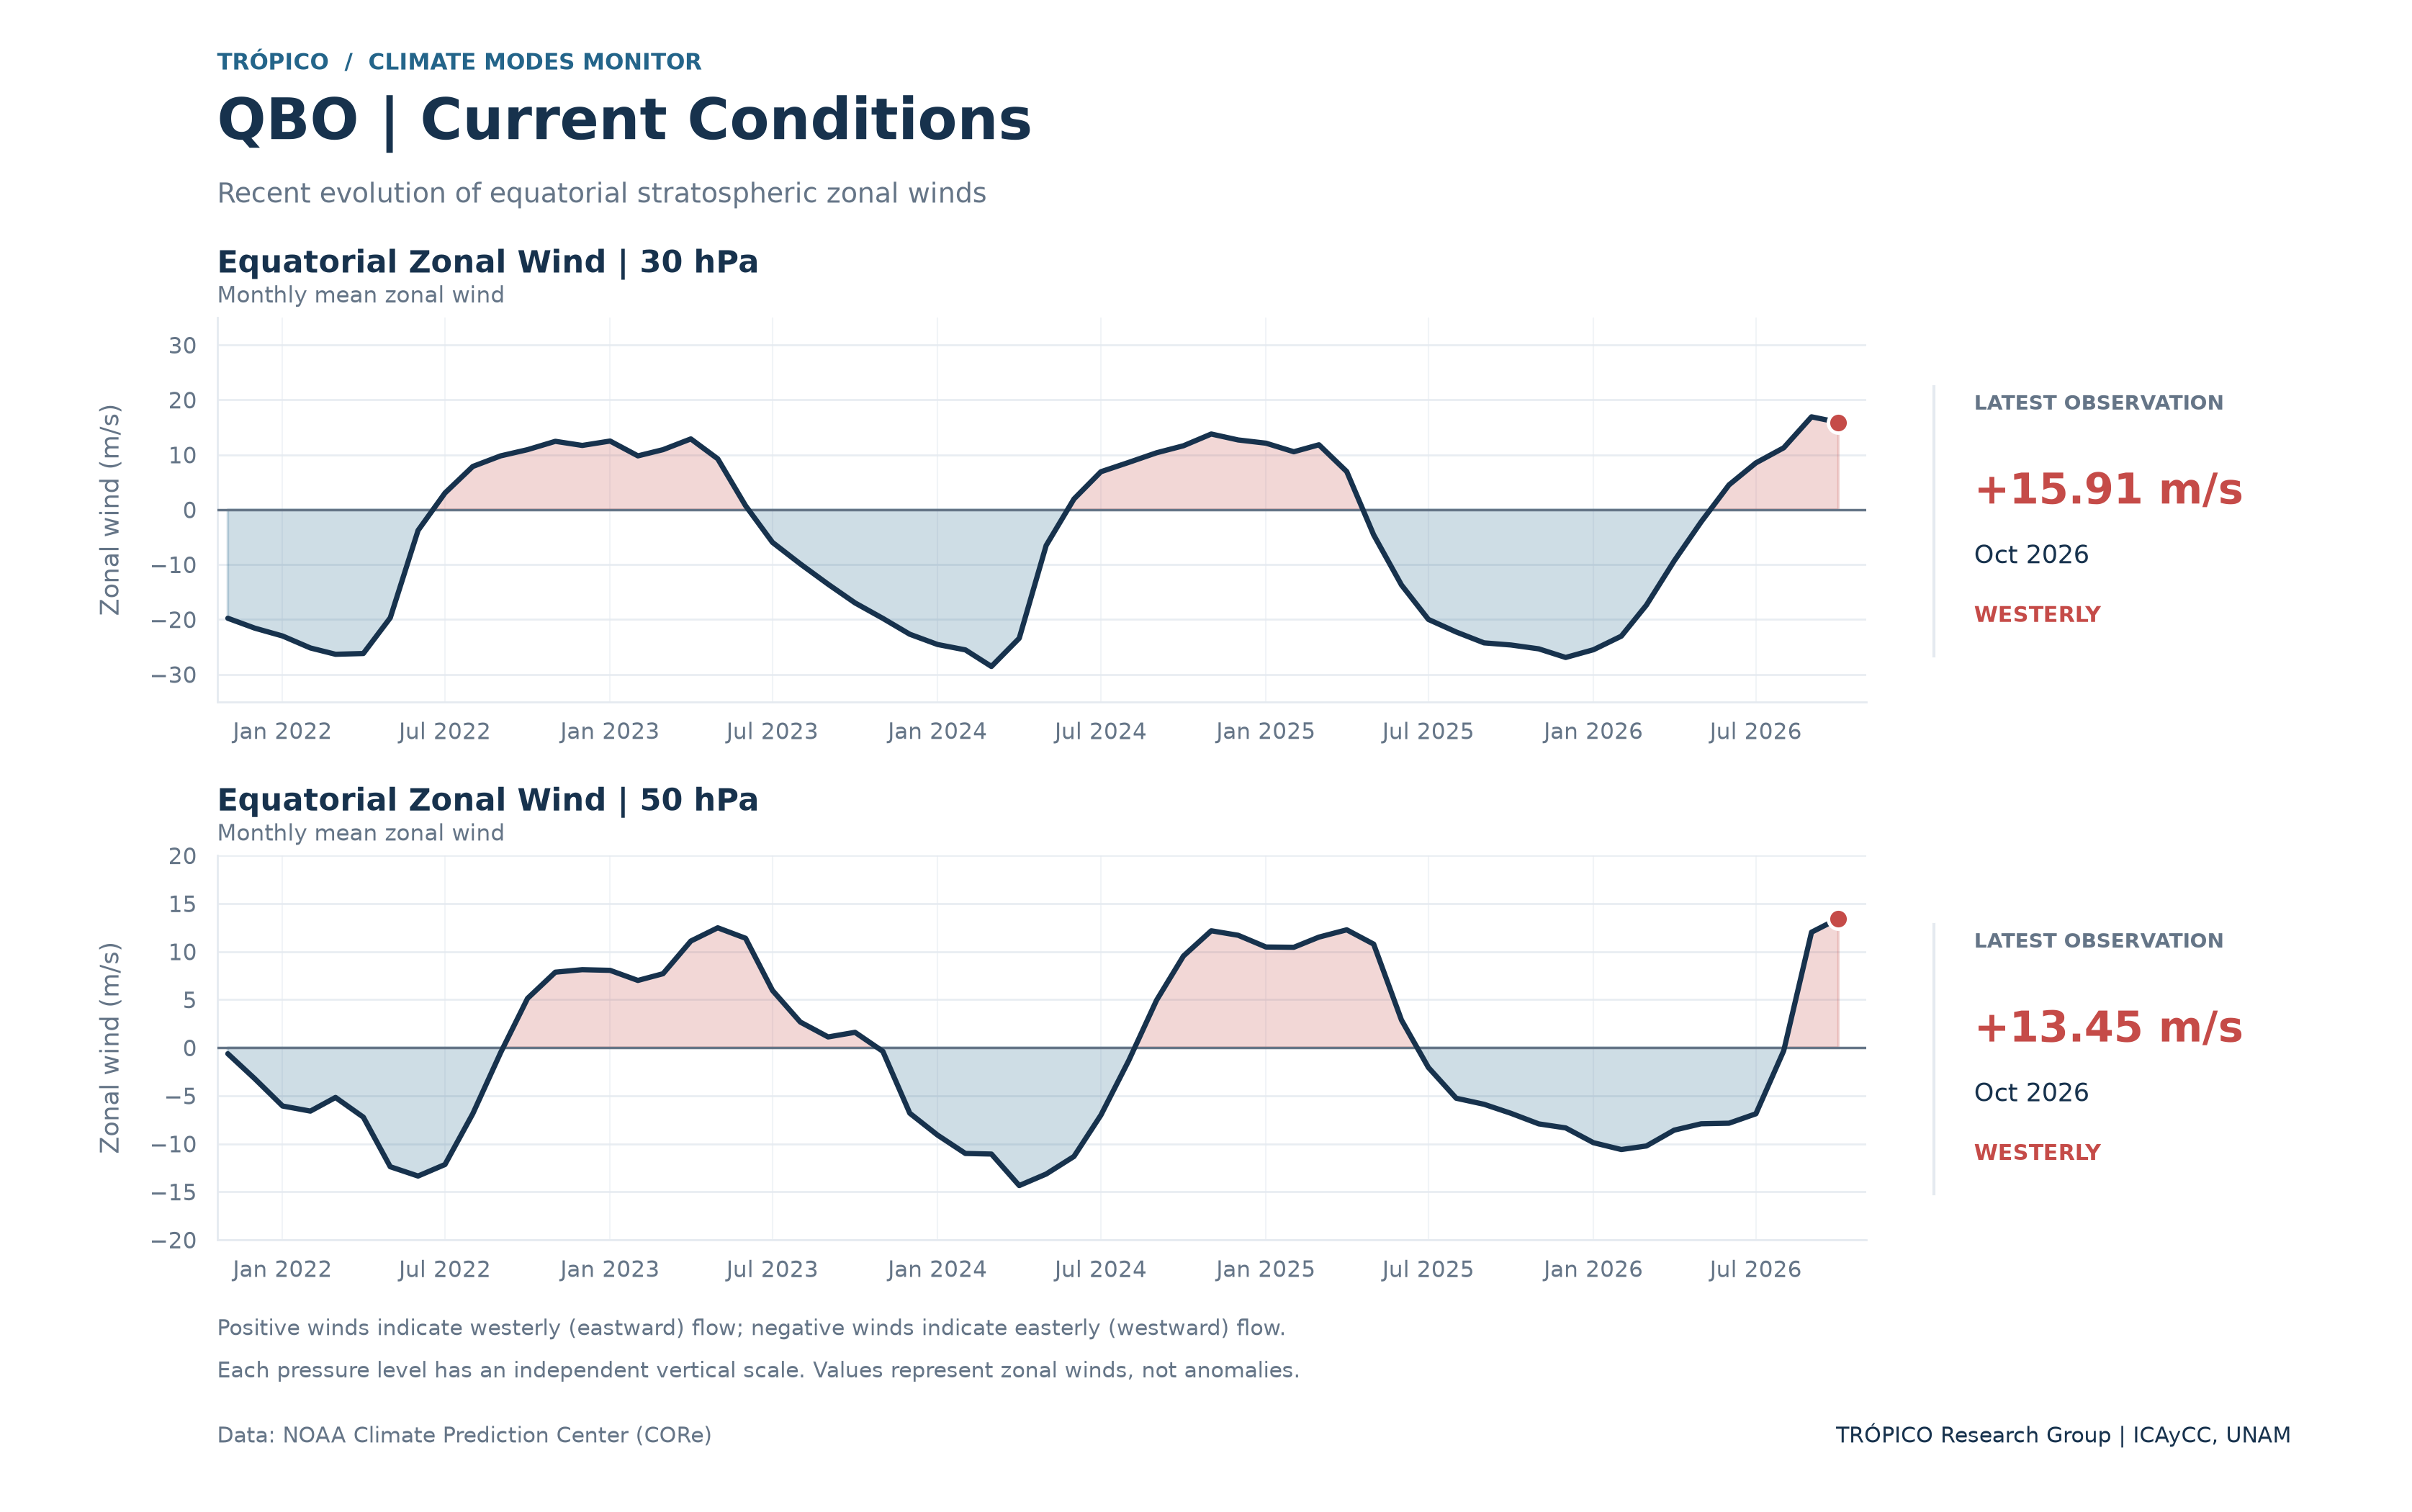 TRÓPICO / CLIMATE MODES MONITOR
QBO | Current Conditions
Recent evolution of equatorial stratospheric zonal winds
Equatorial Zonal Wind | 30 hPa
Monthly mean zonal wind
Zonal wind (m/s)
30
20
10
0
−10
−20
−30
Jan 2022 Jul 2022 Jan 2023 Jul 2023 Jan 2024 Jul 2024 Jan 2025 Jul 2025 Jan 2026 Jul 2026
LATEST OBSERVATION
+15.91 m/s
Oct 2026
WESTERLY
Equatorial Zonal Wind | 50 hPa
Monthly mean zonal wind
Zonal wind (m/s)
20
15
10
5
0
−5
−10
−15
−20
Jan 2022 Jul 2022 Jan 2023 Jul 2023 Jan 2024 Jul 2024 Jan 2025 Jul 2025 Jan 2026 Jul 2026
LATEST OBSERVATION
+13.45 m/s
Oct 2026
WESTERLY
Positive winds indicate westerly (eastward) flow; negative winds indicate easterly (westward) flow.
Each pressure level has an independent vertical scale. Values represent zonal winds, not anomalies.
Data: NOAA Climate Prediction Center (CORe)
TRÓPICO Research Group | ICAyCC, UNAM